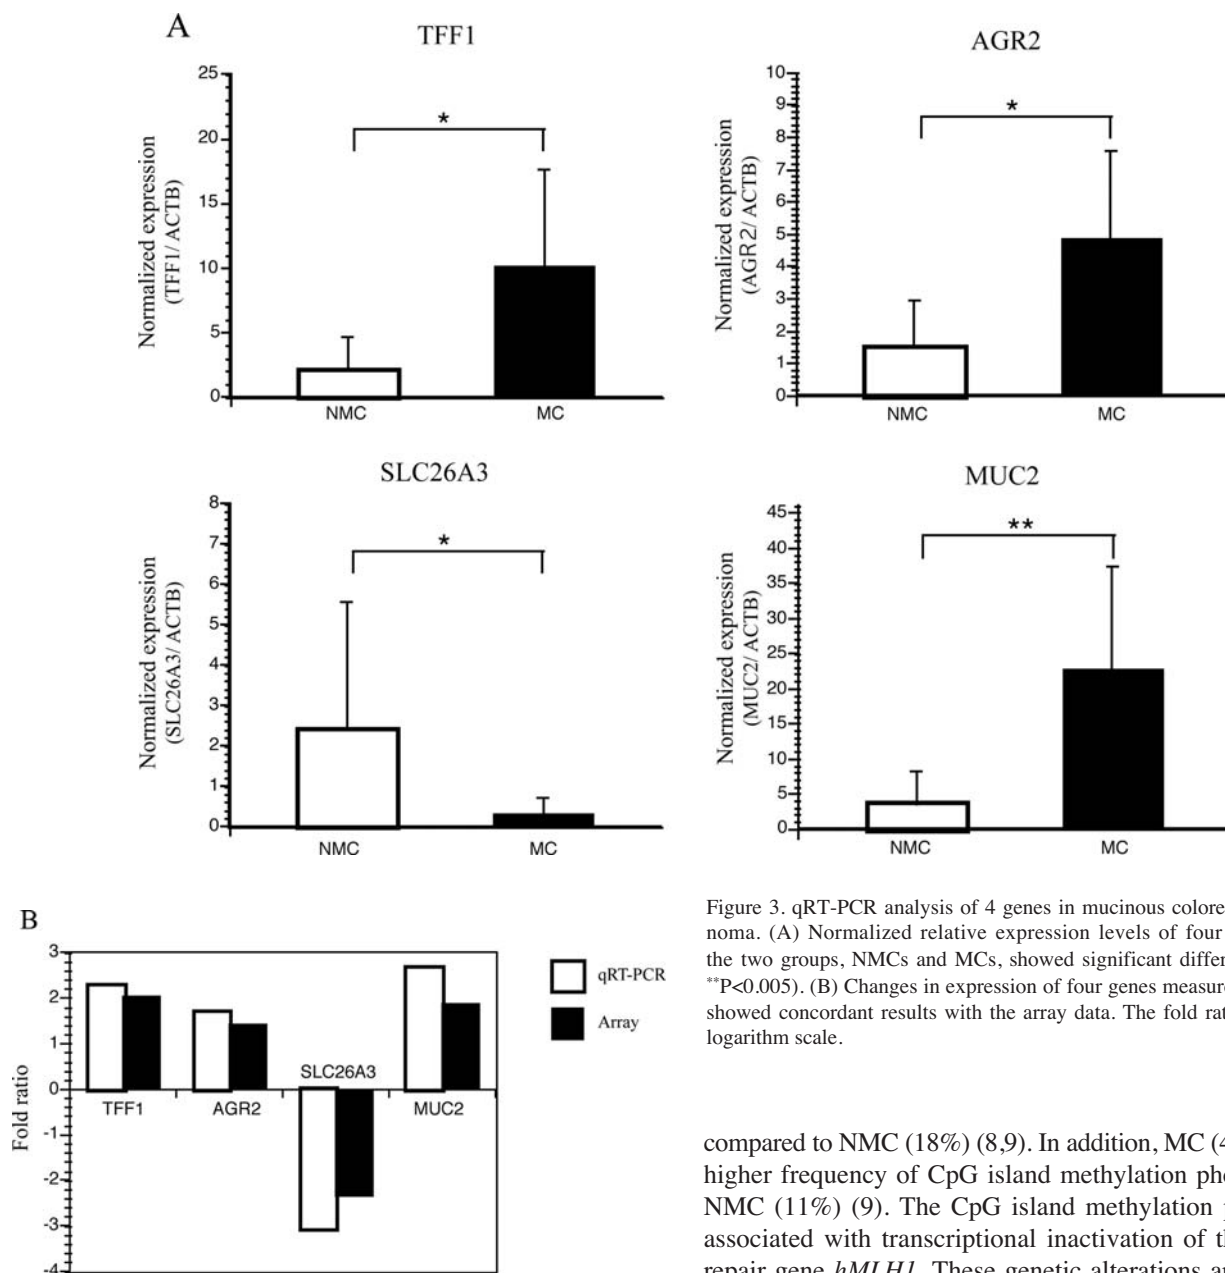 A
TFF1
25
20
15
10
5
0
Normalized expression
(TFF1/ ACTB)
*
NMC
MC
AGR2
10
9
8
7
6
5
4
3
2
1
0
Normalized expression
(AGR2/ ACTB)
*
NMC
MC
SLC26A3
8
7
6
5
4
3
2
1
0
Normalized expression
(SLC26A3/ ACTB)
*
NMC
MC
MUC2
45
40
35
30
25
20
15
10
5
0
Normalized expression
(MUC2/ ACTB)
**
NMC
MC
B
3
2
1
0
-1
-2
-3
-4
Fold ratio
TFF1
AGR2
SLC26A3
MUC2
qRT-PCR
Array
Figure 3. qRT-PCR analysis of 4 genes in mucinous colore
noma. (A) Normalized relative expression levels of four
the two groups, NMCs and MCs, showed significant differ
**P<0.005). (B) Changes in expression of four genes measure
showed concordant results with the array data. The fold rat
logarithm scale.
compared to NMC (18%) (8,9). In addition, MC (4
higher frequency of CpG island methylation phe
NMC (11%) (9). The CpG island methylation p
associated with transcriptional inactivation of th
repair gene hMLH1. These genetic alterations a